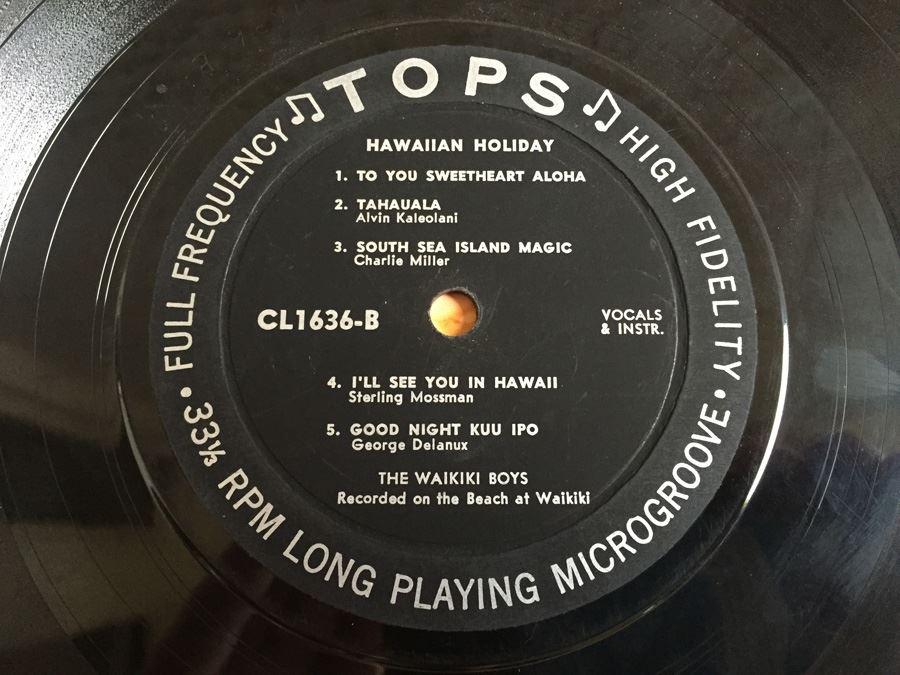 TOPS
FULL FREQUENCY
HIGH FIDELITY
HAWAIIAN HOLIDAY
1. TO YOU SWEETHEART ALOHA
2. TAHAUALA
Alvin Kaleolani
3. SOUTH SEA ISLAND MAGIC
Charlie Miller
CL1636-B
VOCALS
& INSTR.
4. I'LL SEE YOU IN HAWAII
Sterling Mossman
5. GOOD NIGHT KUU IPO
George Delanux
THE WAIKIKI BOYS
Recorded on the Beach at Waikiki
• 33⅓ RPM LONG PLAYING MICROGROOVE •